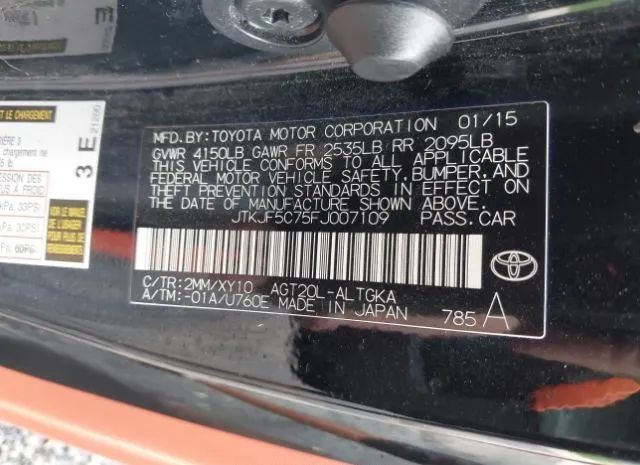 MFD. BY: TOYOTA MOTOR CORPORATION 01/15
GVWR 4150LB GAWR FR 2535LB RR 2095LB
THIS VEHICLE CONFORMS TO ALL APPLICABLE
FEDERAL MOTOR VEHICLE SAFETY, BUMPER, AND
THEFT PREVENTION STANDARDS IN EFFECT ON
THE DATE OF MANUFACTURE SHOWN ABOVE.
JTKJF5C75FJ007109 PASS. CAR
C/TR: 2MM/XY10 AGT20L-ALTGKA
A/TM: -01A/U760E MADE IN JAPAN 785 A
LE CHARGEMENT
3 E